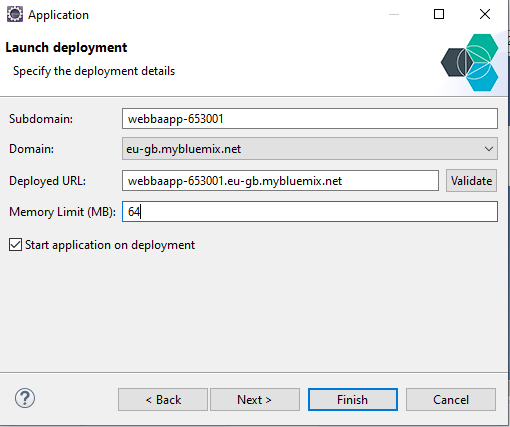 Application
Launch deployment
Specify the deployment details
Subdomain: webbaapp-653001
Domain: eu-gb.mybluemix.net
Deployed URL: webbaapp-653001.eu-gb.mybluemix.net Validate
Memory Limit (MB): 64
Start application on deployment
? < Back Next > Finish Cancel